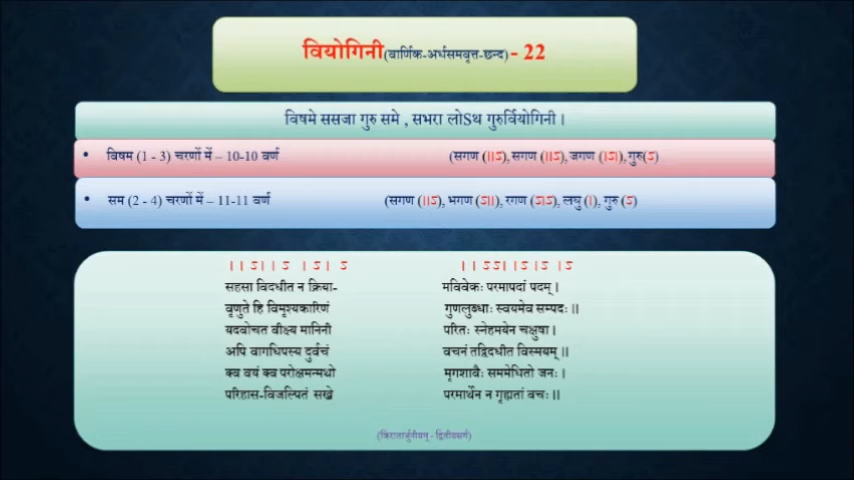 वियोगिनी(वार्णिक-अर्धसमवृत्त-छन्द)- 22
विषमे ससजा गुरु समे , सभरा लोSथ गुरुर्वियोगिनी ।
• विषम (1 - 3) चरणों में – 10-10 वर्ण (सगण (।।ऽ), सगण (।।ऽ), जगण (।ऽ।), गुरु(ऽ)
• सम (2 - 4) चरणों में – 11-11 वर्ण (सगण (।।ऽ), भगण (ऽ।।), रगण (ऽ।ऽ), लघु (।), गुरु (ऽ)
। । ऽ। । ऽ । ऽ । ऽ । । ऽ ऽ। । ऽ । ऽ । ऽ
सहसा विदधीत न क्रिया- मविवेकः परमापदां पदम् ।
वृणुते हि विमृश्यकारिणं गुणलुब्धाः स्वयमेव सम्पदः ॥
यदवोचत वीक्ष्य मानिनी परितः स्नेहमयेन चक्षुषा ।
अपि वागधिपस्य दुर्वचं वचनं तद्विदधीत विस्मयम् ॥
क्व वयं क्व परोक्षमन्मथो मृगशावैः सममेधितो जनः ।
परिहास-विजल्पितं सखे परमार्थेन न गृह्यतां वचः ॥
(किरातार्जुनीयम् - द्वितीयसर्ग)